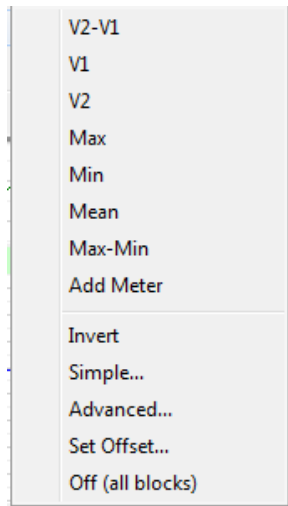 V2-V1
V1
V2
Max
Min
Mean
Max-Min
Add Meter
Invert
Simple...
Advanced...
Set Offset...
Off (all blocks)